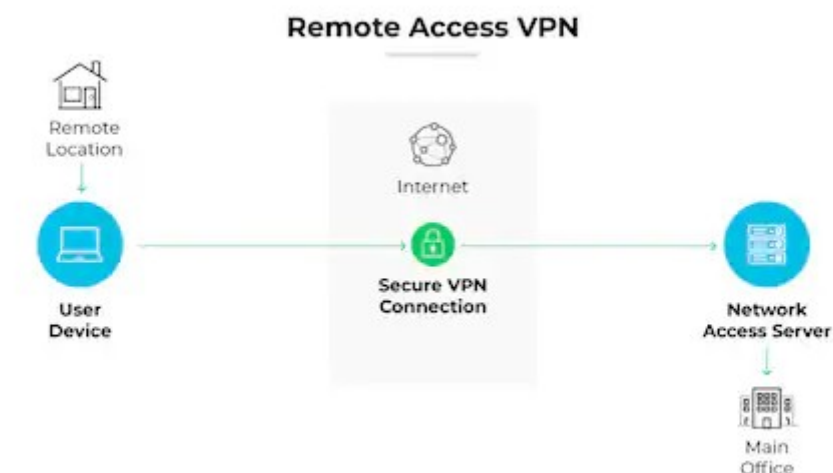 Remote Access VPN
Remote
Location
Internet
User
Device
Secure VPN
Connection
Network
Access Server
Main
Office